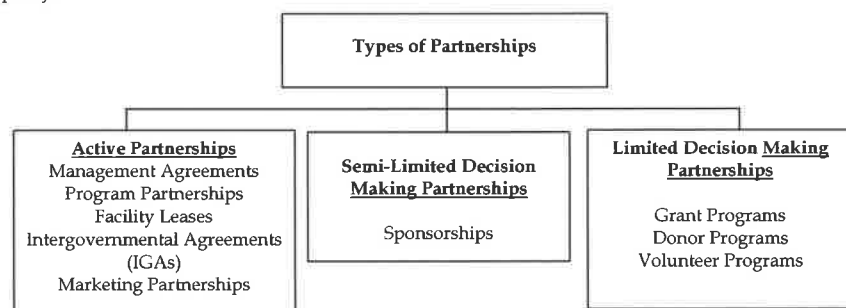 Types of Partnerships
Active Partnerships
Management Agreements
Program Partnerships
Facility Leases
Intergovernmental Agreements
(IGAs)
Marketing Partnerships
Semi-Limited Decision
Making Partnerships
Sponsorships
Limited Decision Making
Partnerships
Grant Programs
Donor Programs
Volunteer Programs